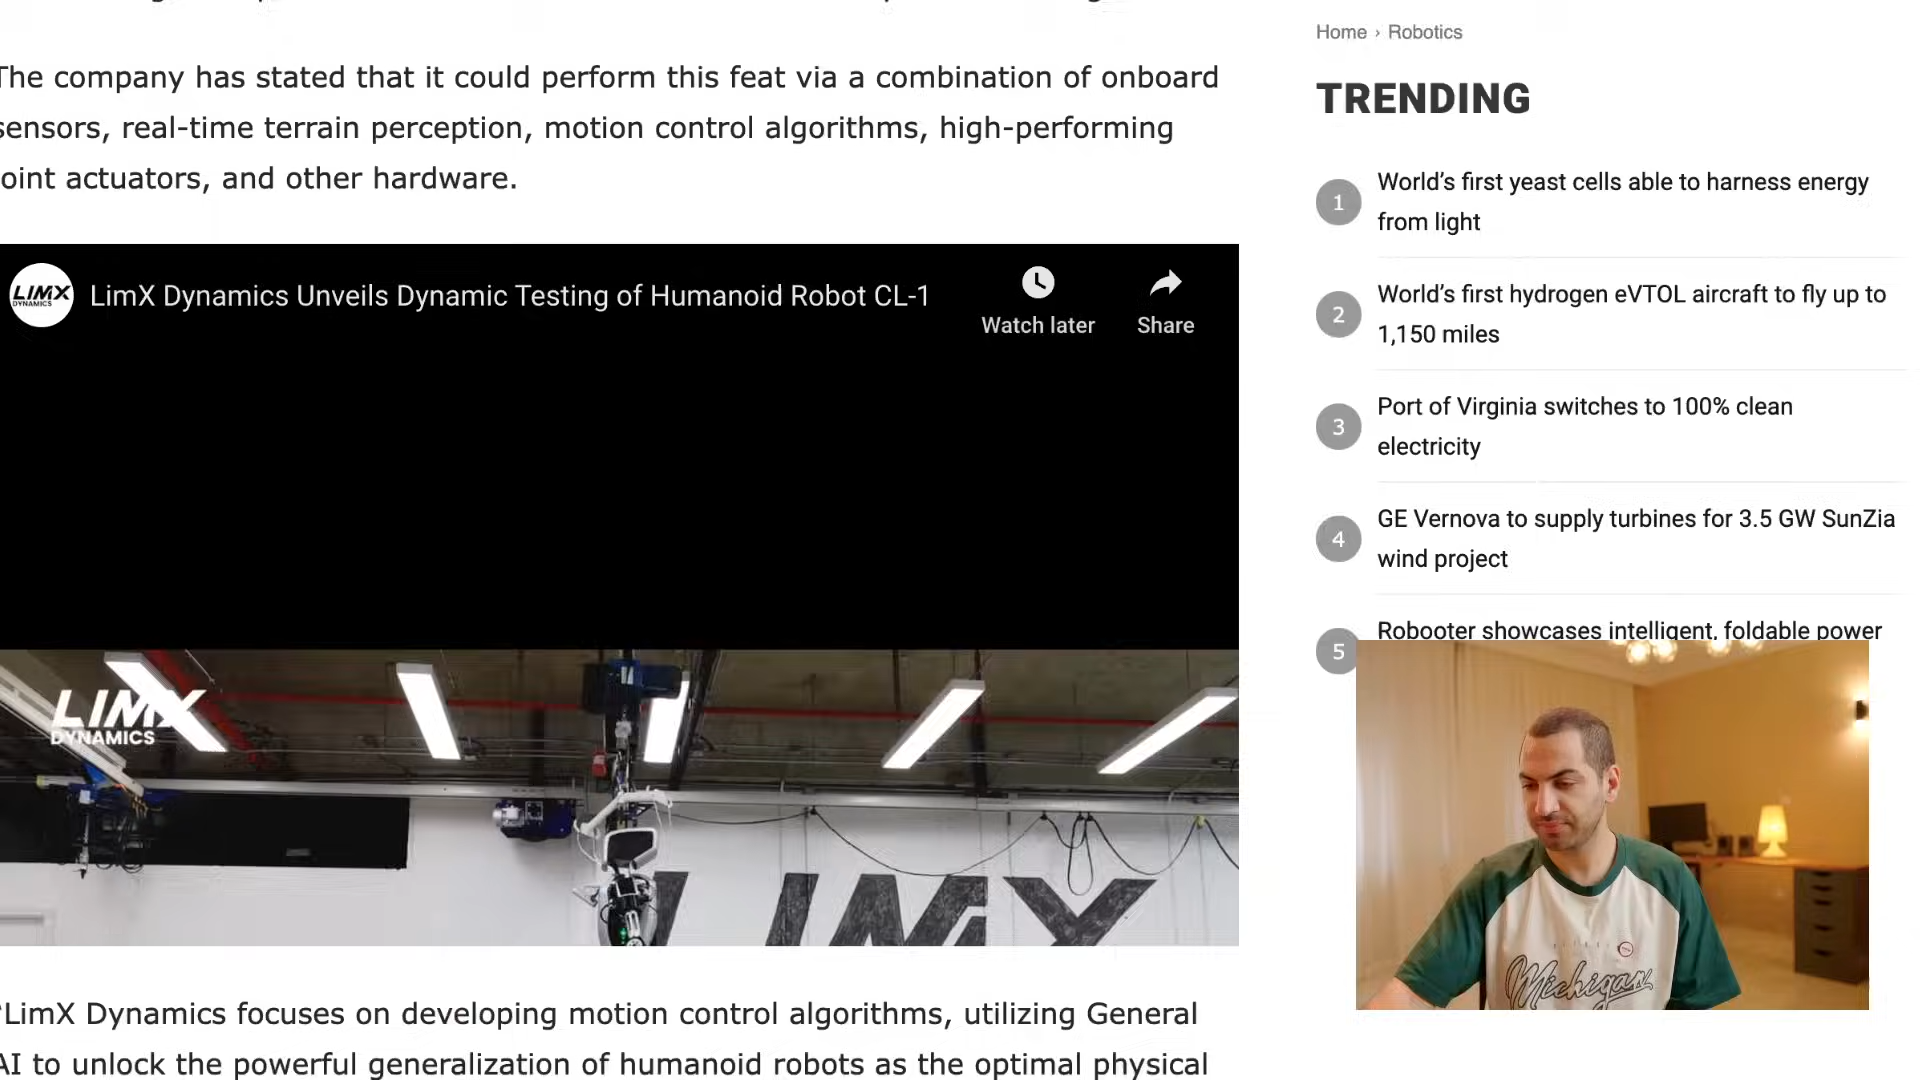 The company has stated that it could perform this feat via a combination of onboard
sensors, real-time terrain perception, motion control algorithms, high-performing
joint actuators, and other hardware.
LIMX
DYNAMICS
LimX Dynamics Unveils Dynamic Testing of Humanoid Robot CL-1
Watch later
Share
LIMX
DYNAMICS
LIMX
"LimX Dynamics focuses on developing motion control algorithms, utilizing General
AI to unlock the powerful generalization of humanoid robots as the optimal physical
Home › Robotics
TRENDING
1
World’s first yeast cells able to harness energy
from light
2
World’s first hydrogen eVTOL aircraft to fly up to
1,150 miles
3
Port of Virginia switches to 100% clean
electricity
4
GE Vernova to supply turbines for 3.5 GW SunZia
wind project
5
Robooter showcases intelligent, foldable power
Michigan